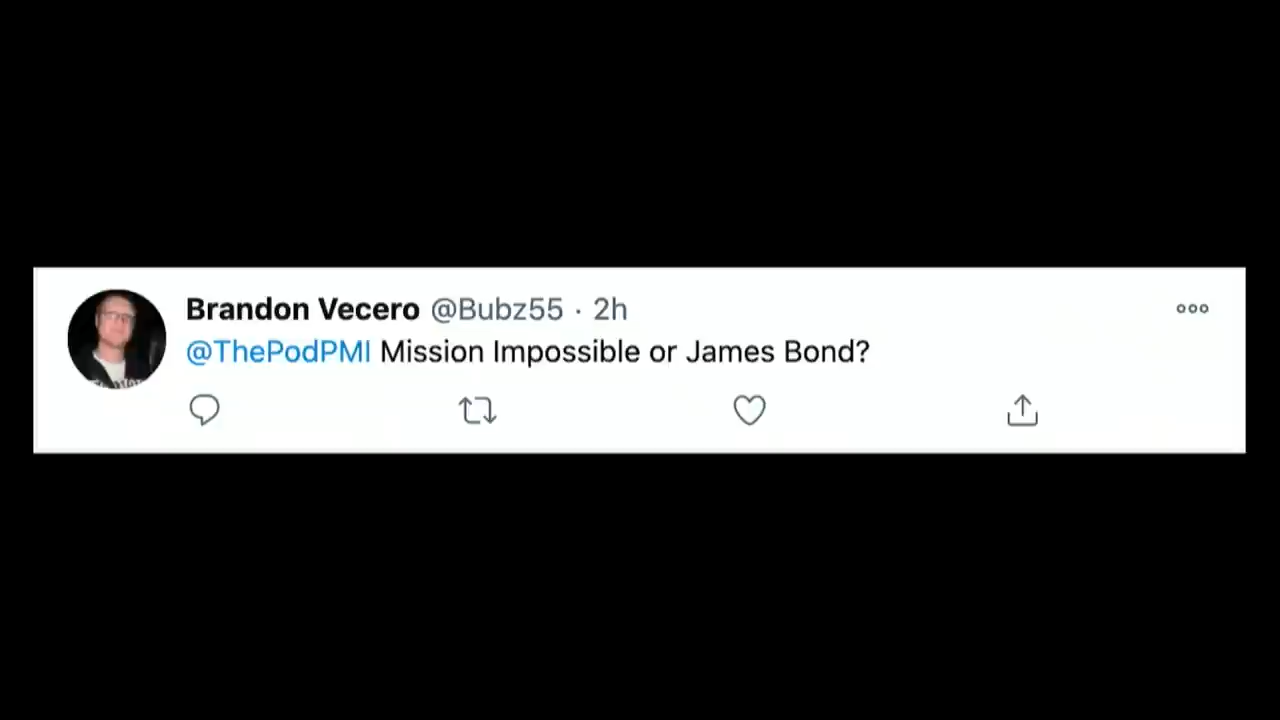 Brandon Vecero @Bubz55 · 2h
@ThePodPMI Mission Impossible or James Bond?